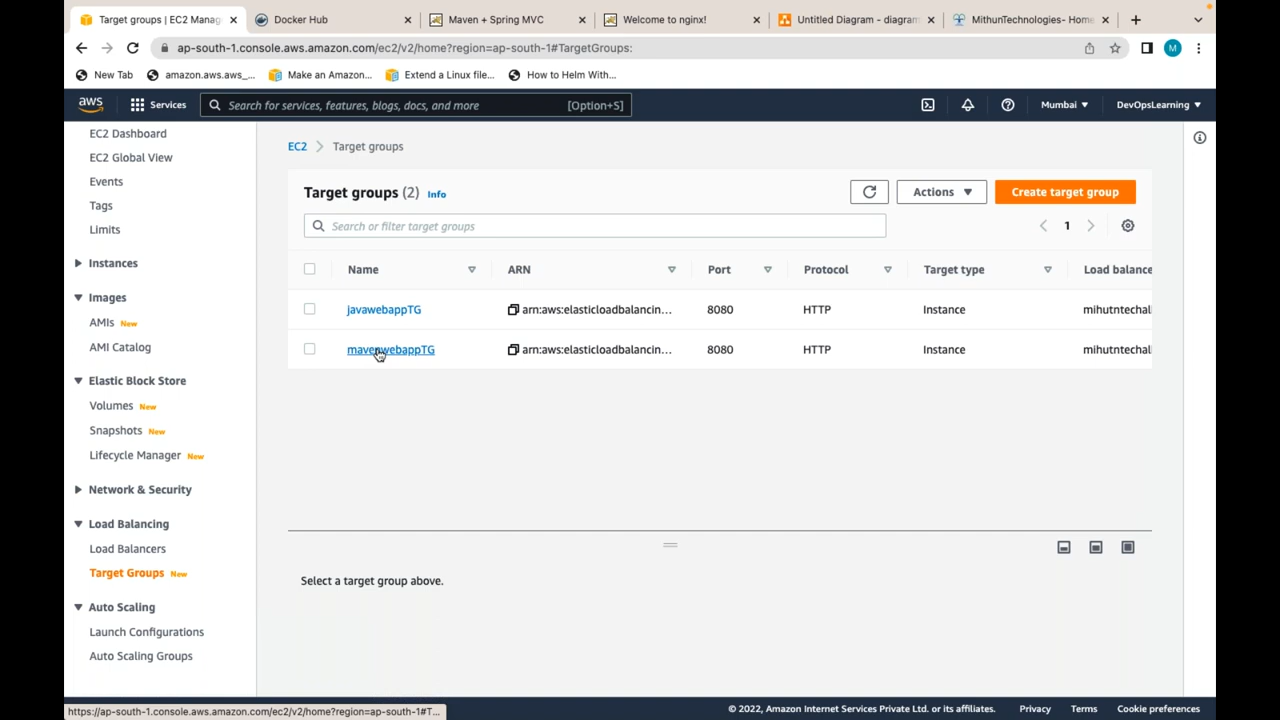 Target groups | EC2 Manag
Docker Hub
Maven + Spring MVC
Welcome to nginx!
Untitled Diagram - diagram
MithunTechnologies- Home
ap-south-1.console.aws.amazon.com/ec2/v2/home?region=ap-south-1#TargetGroups:
M
New Tab
amazon.aws.aws_...
Make an Amazon...
Extend a Linux file...
How to Helm With...
aws
Services
Search for services, features, blogs, docs, and more
[Option+S]
Mumbai
DevOpsLearning
EC2 Dashboard
EC2 Global View
Events
Tags
Limits
Instances
Images
AMIs New
AMI Catalog
Elastic Block Store
Volumes New
Snapshots New
Lifecycle Manager New
Network & Security
Load Balancing
Load Balancers
Target Groups New
Auto Scaling
Launch Configurations
Auto Scaling Groups
EC2 > Target groups
Target groups (2) Info
Actions
Create target group
Search or filter target groups
1
Name ARN Port Protocol Target type Load balance
javawebappTG arn:aws:elasticloadbalancin... 8080 HTTP Instance mihutntechal
mavenwebappTG arn:aws:elasticloadbalancin... 8080 HTTP Instance mihutntechal
Select a target group above.
https://ap-south-1.console.aws.amazon.com/ec2/v2/home?region=ap-south-1#T...
© 2022, Amazon Internet Services Private Ltd. or its affiliates.
Privacy
Terms
Cookie preferences